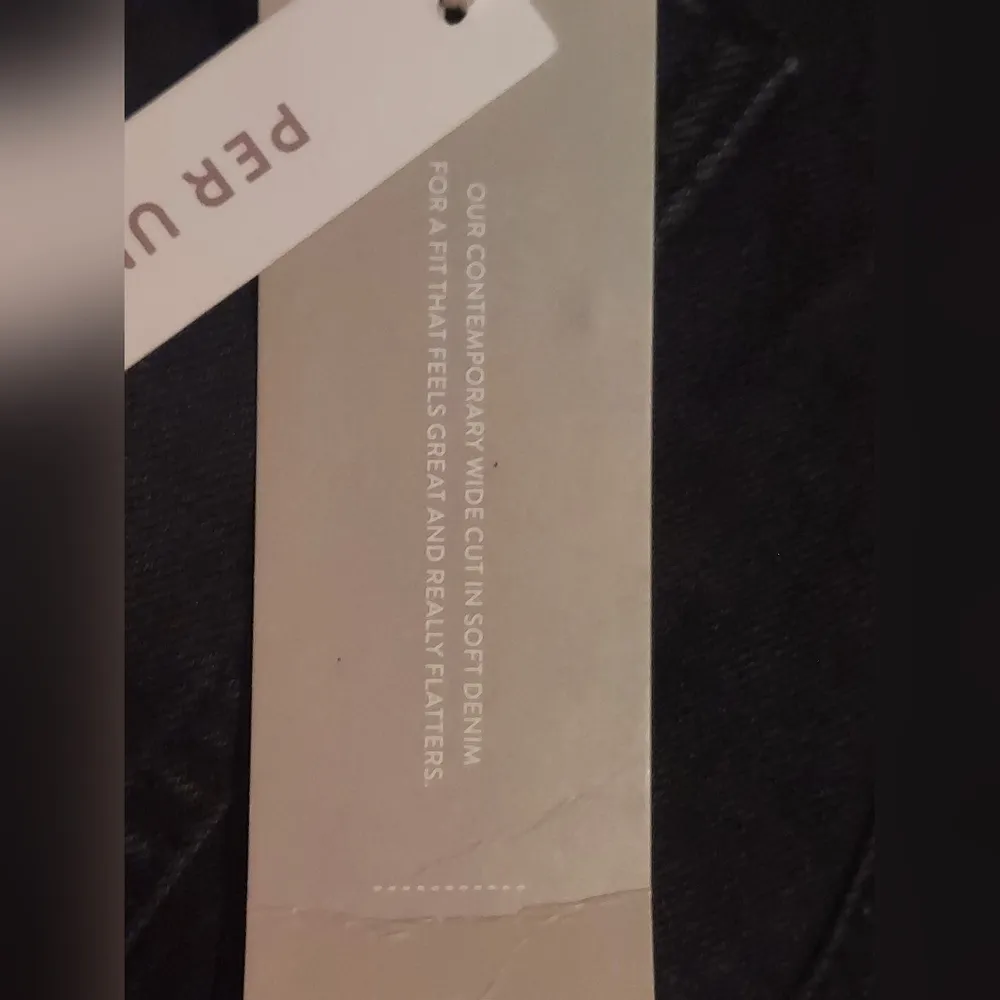 PER U
OUR CONTEMPORARY WIDE CUT IN SOFT DENIM
FOR A FIT THAT FEELS GREAT AND REALLY FLATTERS.